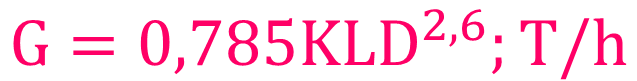 G = 0,785KLD^{2,6}; T/h